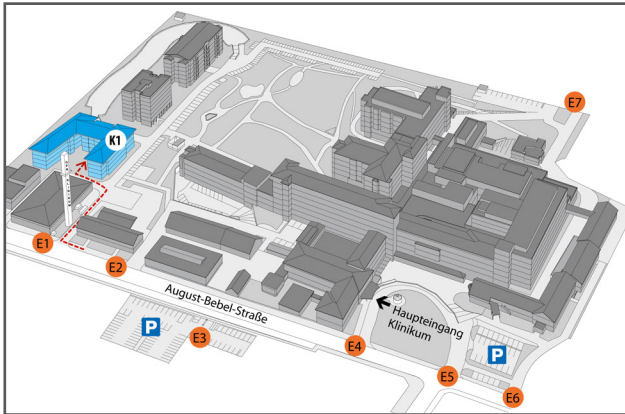 E7
K1
E1
E2
August-Bebel-Straße
Haupteingang
Klinikum
P
E3
E4
P
E5
E6